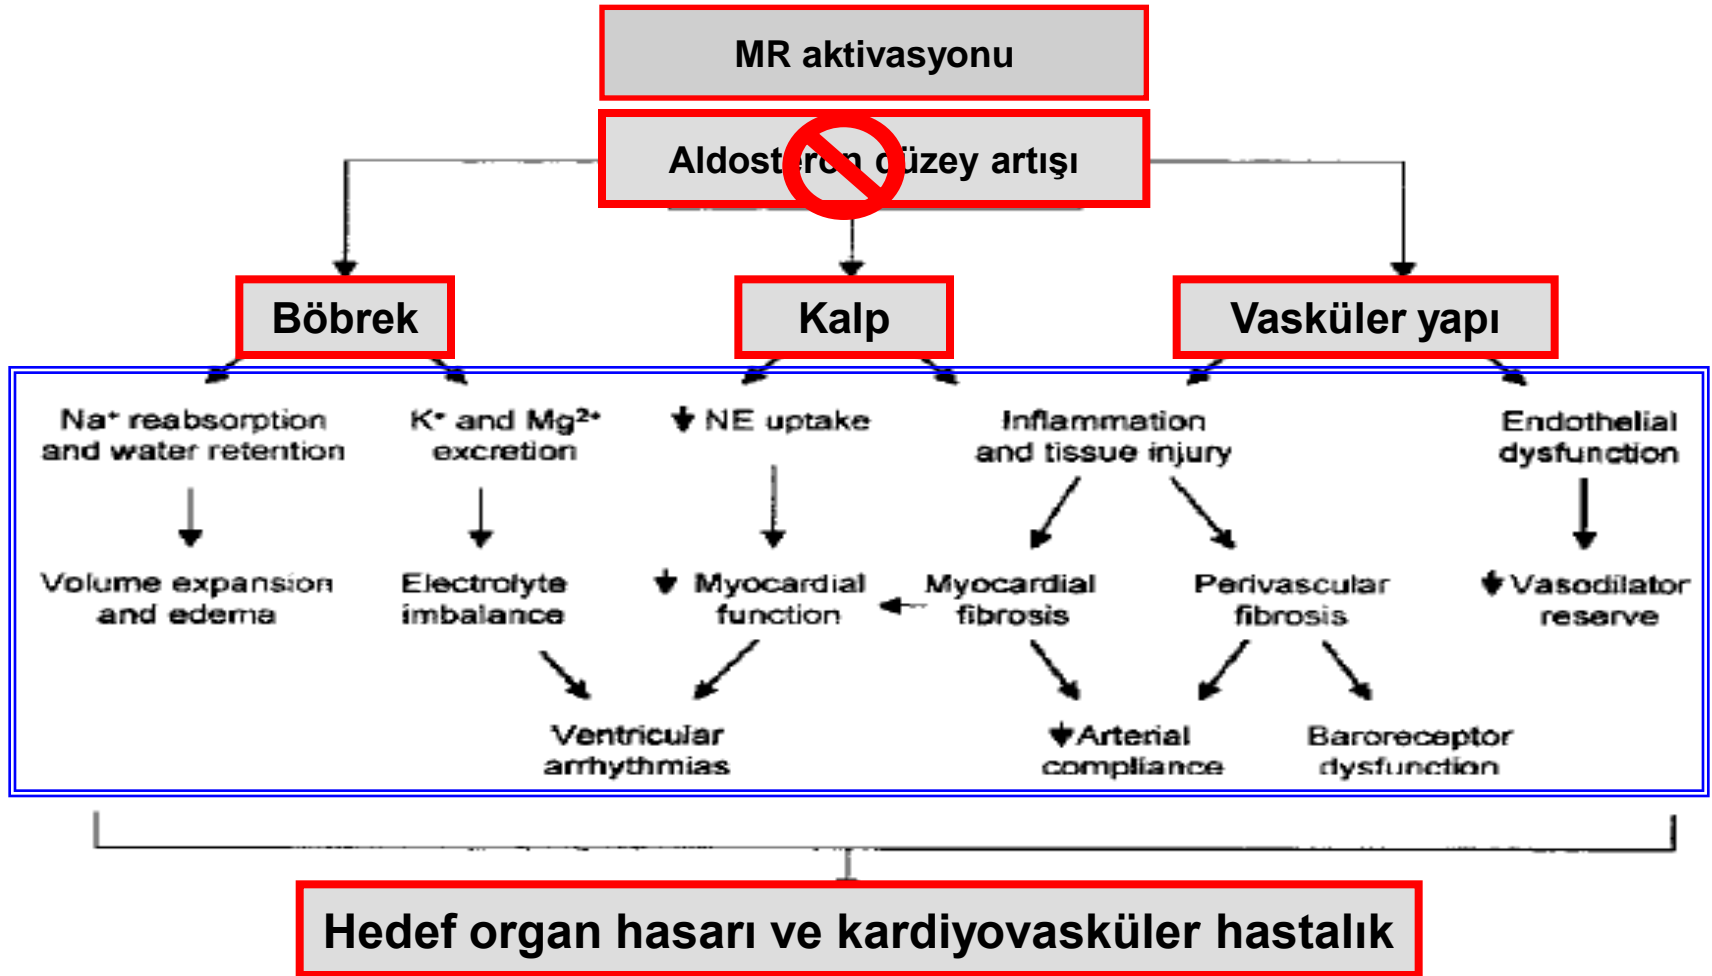 MR aktivasyonu
Aldosteron düzey artışı
Böbrek
Kalp
Vasküler yapı
Na⁺ reabsorption
and water retention
K⁺ and Mg²⁺
excretion
NE uptake
Inflammation
and tissue injury
Endothelial
dysfunction
Volume expansion
and edema
Electrolyte
imbalance
Myocardial
function
Myocardial
fibrosis
Perivascular
fibrosis
Vasodilator
reserve
Ventricular
arrhythmias
Arterial
compliance
Baroreceptor
dysfunction
Hedef organ hasarı ve kardiyovasküler hastalık